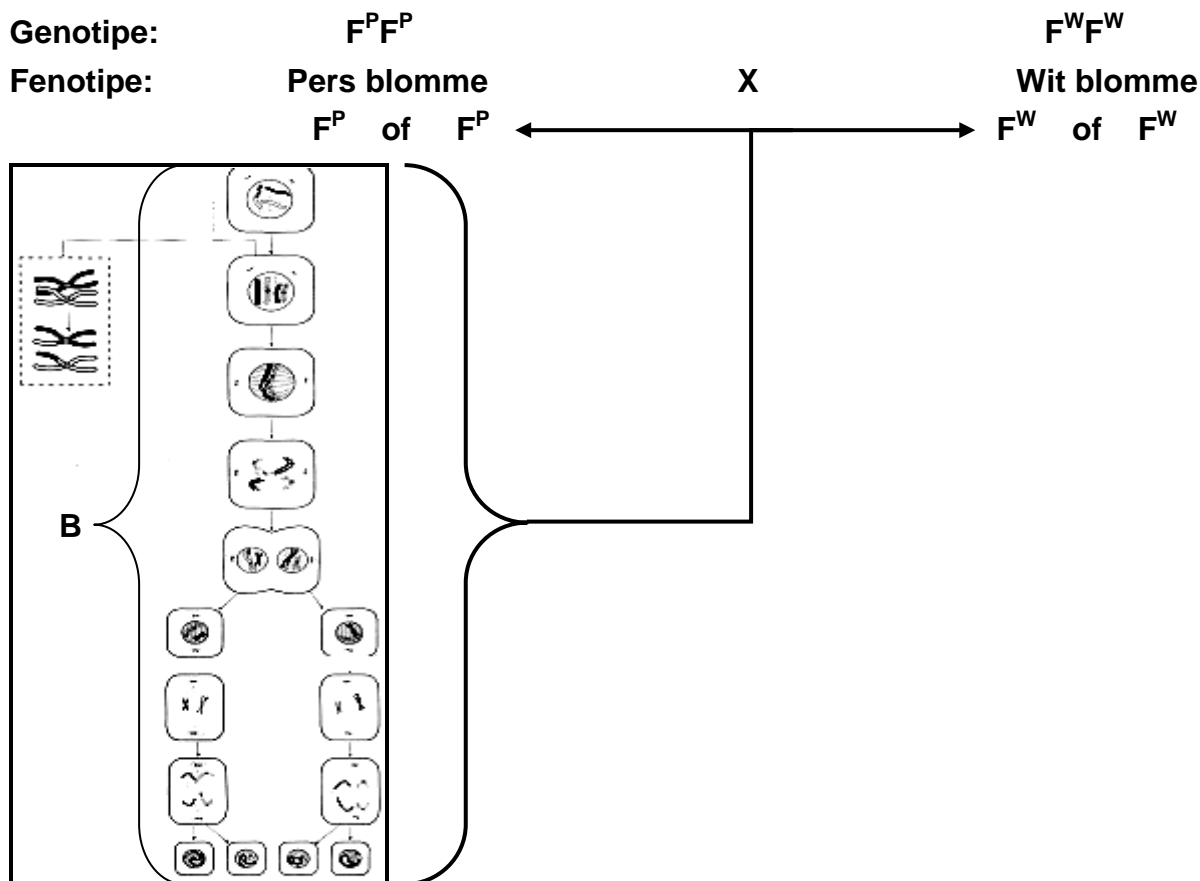 Genotipe: FᴾFᴾ FᵂFᵂ
Fenotipe: Pers blomme X Wit blomme
Fᴾ of Fᴾ Fᵂ of Fᵂ
B